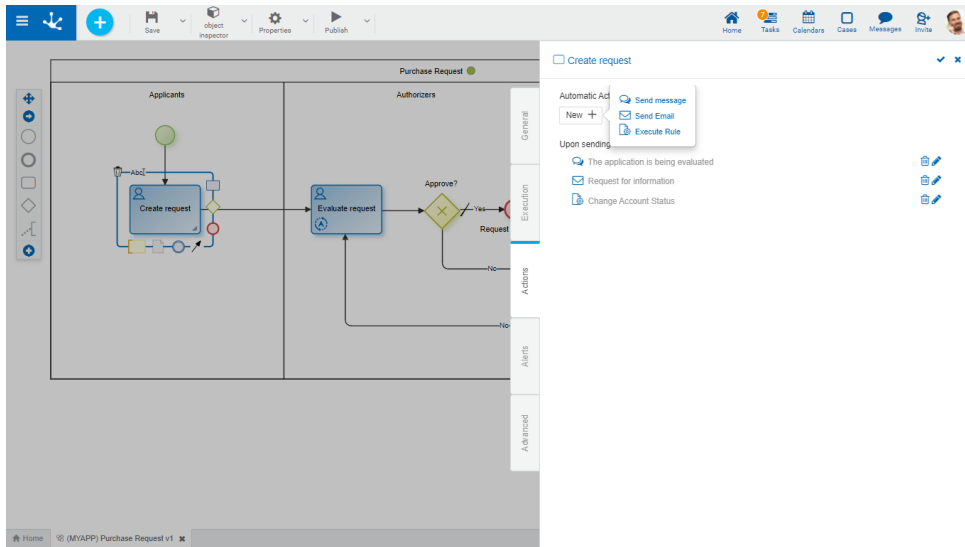 Save
object
inspector
Properties
Publish
Home
7
Tasks
Calendars
Cases
Messages
Invite
Purchase Request
Applicants
Authorizers
Abc
Create request
Evaluate request
A
Approve?
Yes
Request
No
No
General
Execution
Actions
Alerts
Advanced
Create request
Automatic Act
New
Send message
Send Email
Execute Rule
Upon sending
The application is being evaluated
Request for information
Change Account Status
Home
(MYAPP) Purchase Request v1